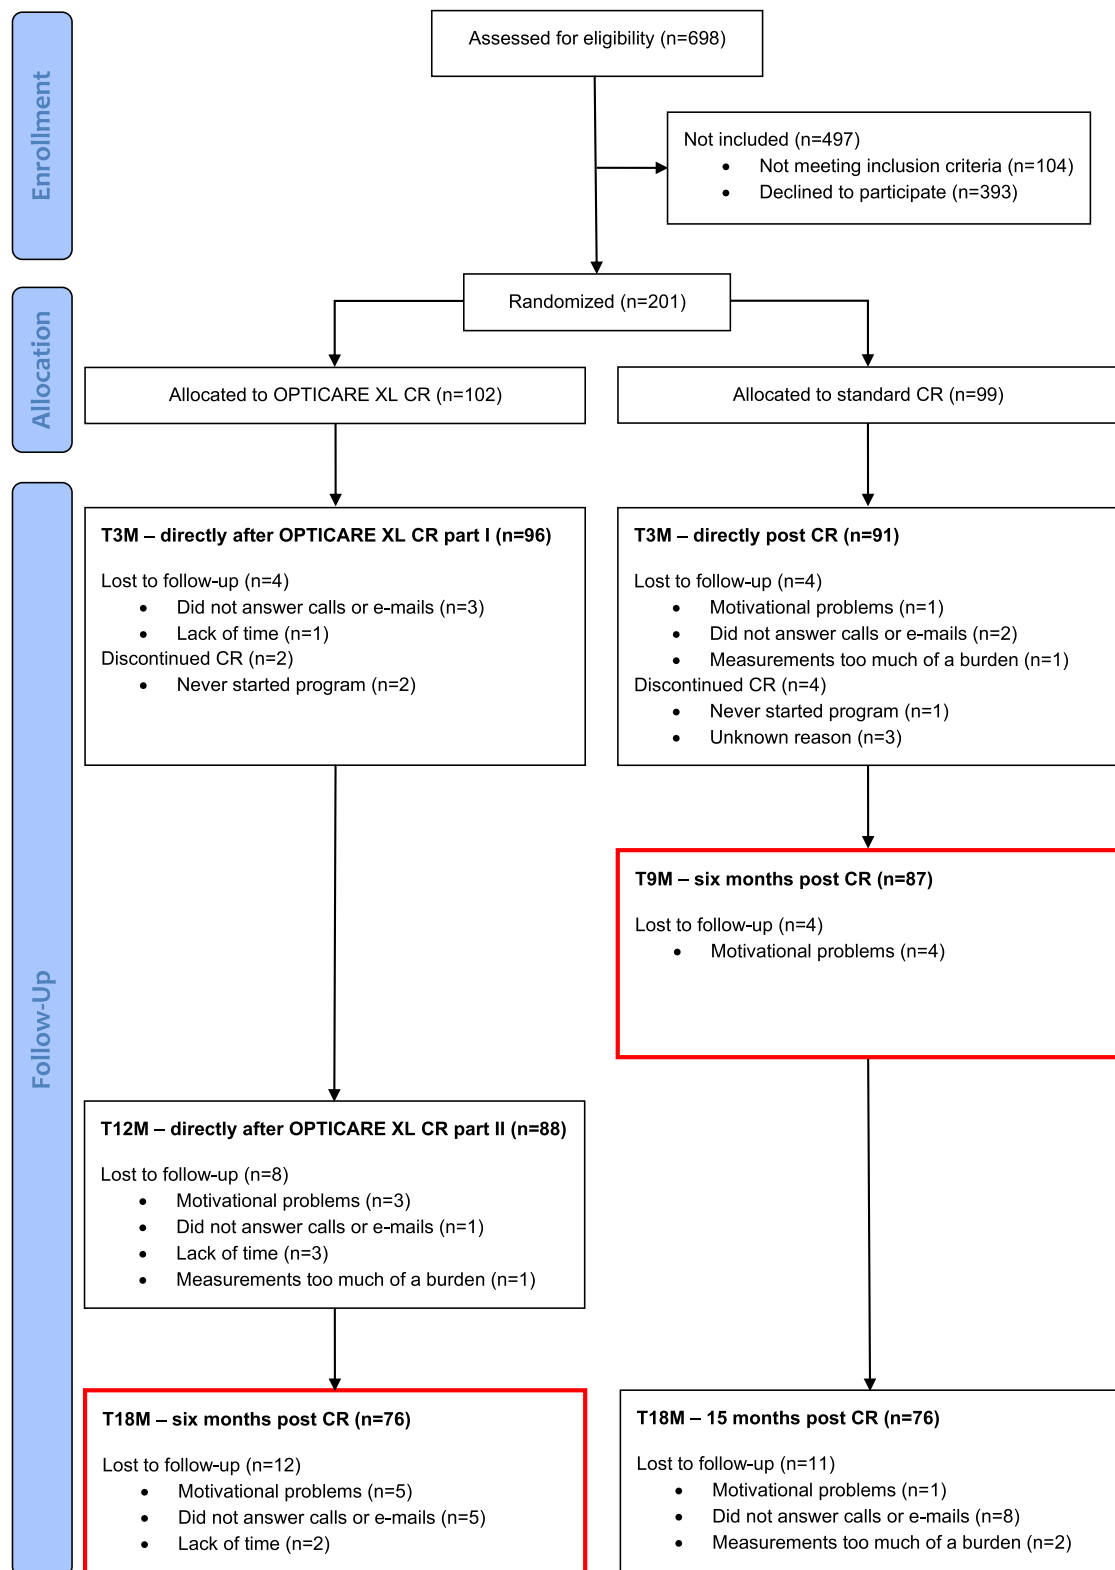 Enrollment
Assessed for eligibility (n=698)
Not included (n=497)
• Not meeting inclusion criteria (n=104)
• Declined to participate (n=393)
Randomized (n=201)
Allocation
Allocated to OPTICARE XL CR (n=102)
Allocated to standard CR (n=99)
Follow-Up
T3M – directly after OPTICARE XL CR part I (n=96)
Lost to follow-up (n=4)
• Did not answer calls or e-mails (n=3)
• Lack of time (n=1)
Discontinued CR (n=2)
• Never started program (n=2)
T3M – directly post CR (n=91)
Lost to follow-up (n=4)
• Motivational problems (n=1)
• Did not answer calls or e-mails (n=2)
• Measurements too much of a burden (n=1)
Discontinued CR (n=4)
• Never started program (n=1)
• Unknown reason (n=3)
T9M – six months post CR (n=87)
Lost to follow-up (n=4)
• Motivational problems (n=4)
T12M – directly after OPTICARE XL CR part II (n=88)
Lost to follow-up (n=8)
• Motivational problems (n=3)
• Did not answer calls or e-mails (n=1)
• Lack of time (n=3)
• Measurements too much of a burden (n=1)
T18M – six months post CR (n=76)
Lost to follow-up (n=12)
• Motivational problems (n=5)
• Did not answer calls or e-mails (n=5)
• Lack of time (n=2)
T18M – 15 months post CR (n=76)
Lost to follow-up (n=11)
• Motivational problems (n=1)
• Did not answer calls or e-mails (n=8)
• Measurements too much of a burden (n=2)